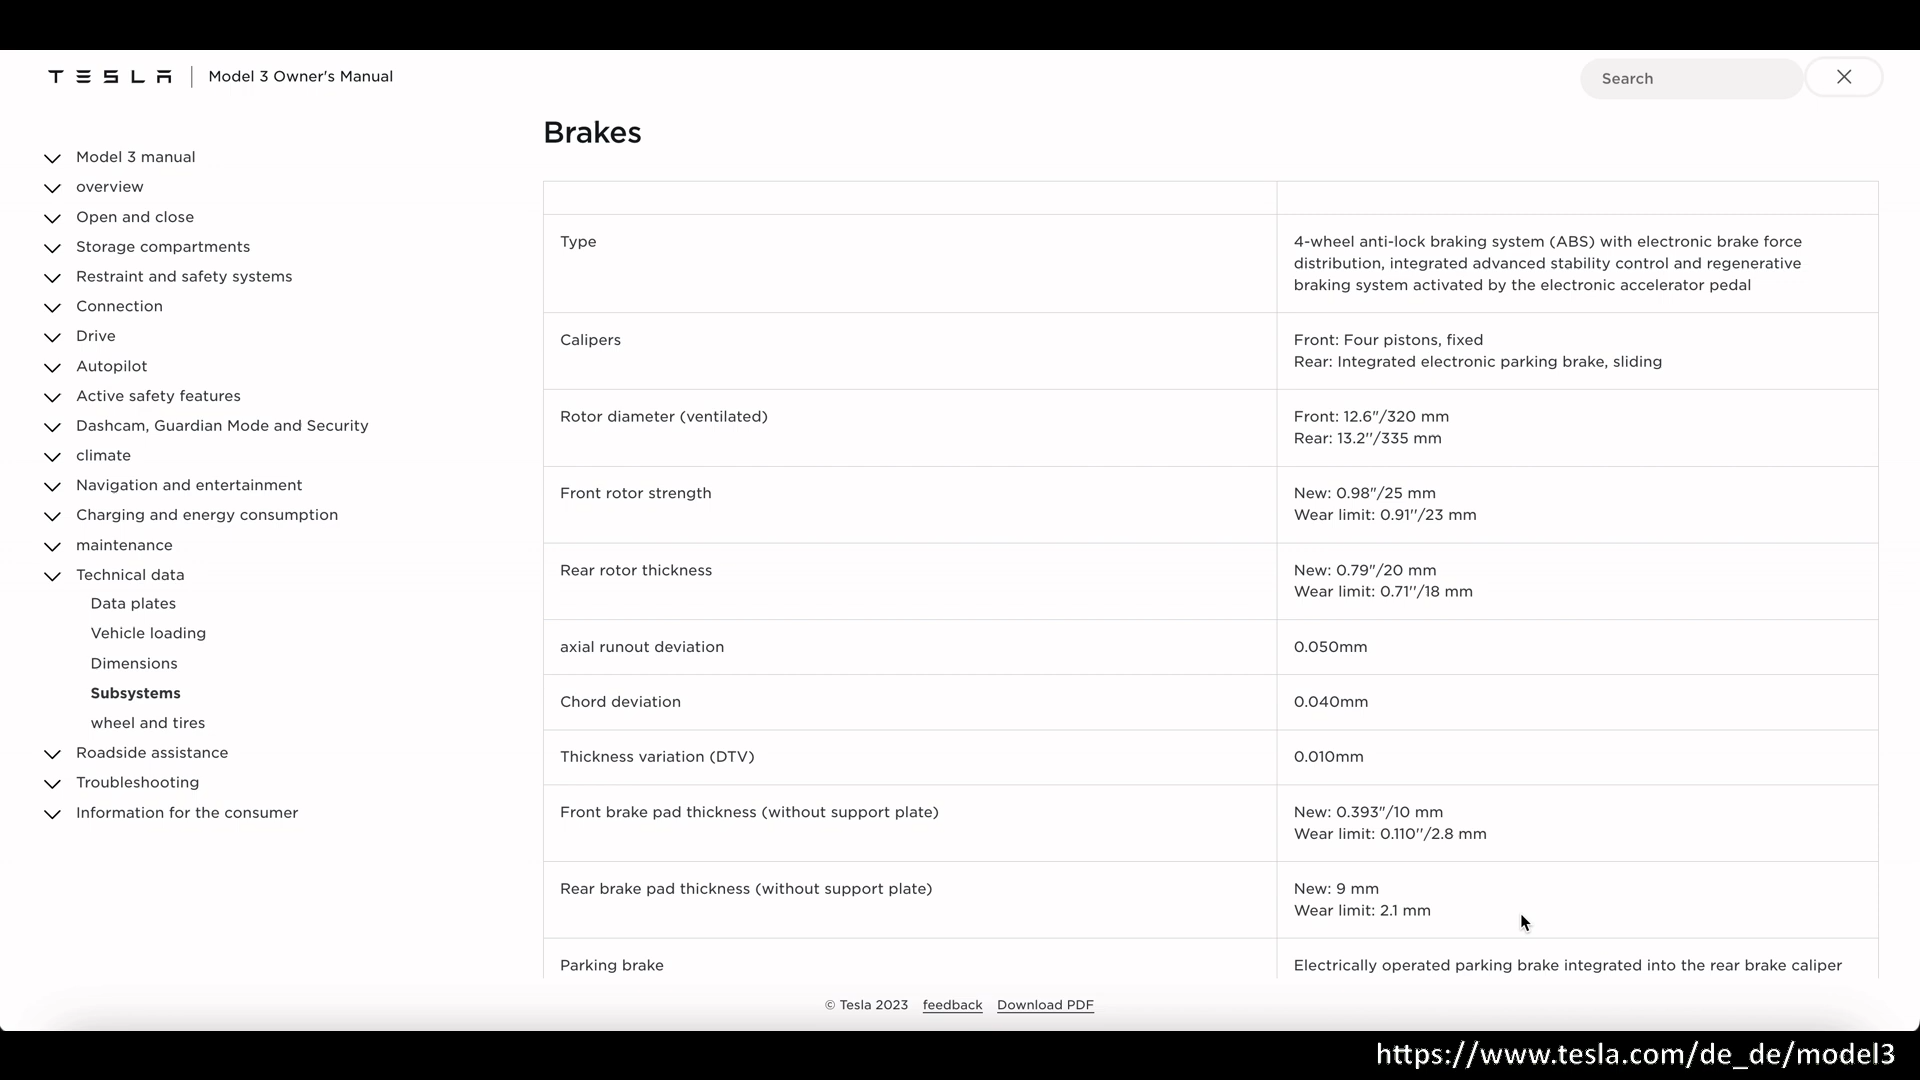 TESLA Model 3 Owner's Manual
Search
Model 3 manual
overview
Open and close
Storage compartments
Restraint and safety systems
Connection
Drive
Autopilot
Active safety features
Dashcam, Guardian Mode and Security
climate
Navigation and entertainment
Charging and energy consumption
maintenance
Technical data
Data plates
Vehicle loading
Dimensions
Subsystems
wheel and tires
Roadside assistance
Troubleshooting
Information for the consumer
Brakes
Type
4-wheel anti-lock braking system (ABS) with electronic brake force
distribution, integrated advanced stability control and regenerative
braking system activated by the electronic accelerator pedal
Calipers
Front: Four pistons, fixed
Rear: Integrated electronic parking brake, sliding
Rotor diameter (ventilated)
Front: 12.6"/320 mm
Rear: 13.2''/335 mm
Front rotor strength
New: 0.98"/25 mm
Wear limit: 0.91''/23 mm
Rear rotor thickness
New: 0.79"/20 mm
Wear limit: 0.71''/18 mm
axial runout deviation
0.050mm
Chord deviation
0.040mm
Thickness variation (DTV)
0.010mm
Front brake pad thickness (without support plate)
New: 0.393"/10 mm
Wear limit: 0.110''/2.8 mm
Rear brake pad thickness (without support plate)
New: 9 mm
Wear limit: 2.1 mm
Parking brake
Electrically operated parking brake integrated into the rear brake caliper
© Tesla 2023 feedback Download PDF
https://www.tesla.com/de_de/model3